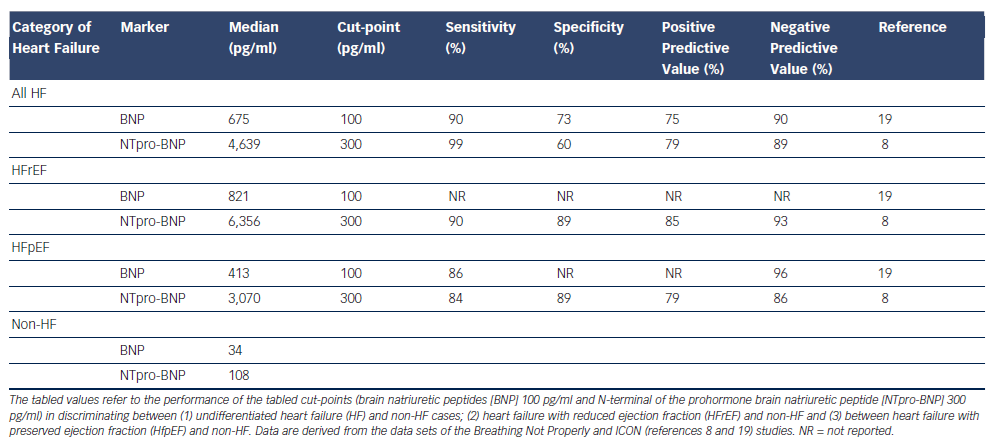 Category of Heart Failure Marker Median (pg/ml) Cut-point (pg/ml) Sensitivity (%) Specificity (%) Positive Predictive Value (%) Negative Predictive Value (%) Reference
All HF
BNP 675 100 90 73 75 90 19
NTpro-BNP 4,639 300 99 60 79 89 8
HFrEF
BNP 821 100 NR NR NR NR 19
NTpro-BNP 6,356 300 90 89 85 93 8
HFpEF
BNP 413 100 86 NR NR 96 19
NTpro-BNP 3,070 300 84 89 79 86 8
Non-HF
BNP 34
NTpro-BNP 108
The tabled values refer to the performance of the tabled cut-points (brain natriuretic peptides [BNP] 100 pg/ml and N-terminal of the prohormone brain natriuretic peptide [NTpro-BNP] 300
pg/ml) in discriminating between (1) undifferentiated heart failure (HF) and non-HF cases; (2) heart failure with reduced ejection fraction (HFrEF) and non-HF and (3) between heart failure with
preserved ejection fraction (HfpEF) and non-HF. Data are derived from the data sets of the Breathing Not Properly and ICON (references 8 and 19) studies. NR = not reported.